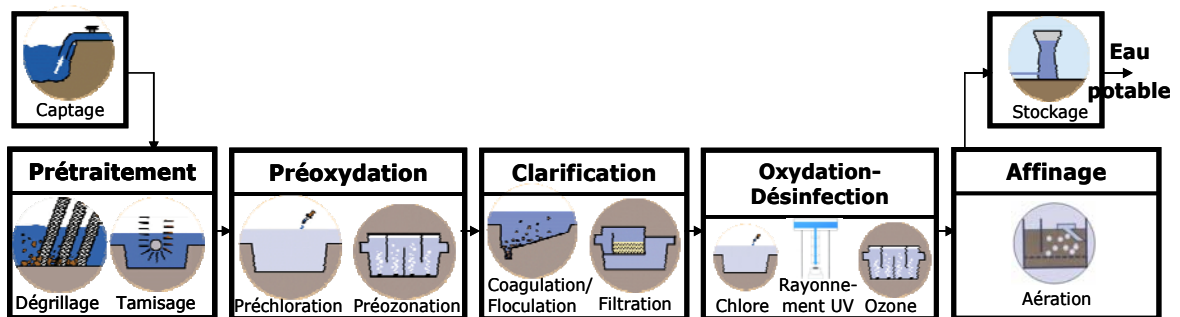 Captage
Prétraitement
Dégrillage
Tamisage
Préoxydation
Préchloration
Préozonation
Clarification
Coagulation/
Floculation
Filtration
Oxydation-
Désinfection
Chlore
Rayonne-
ment UV
Ozone
Affinage
Aération
Stockage
Eau
potable